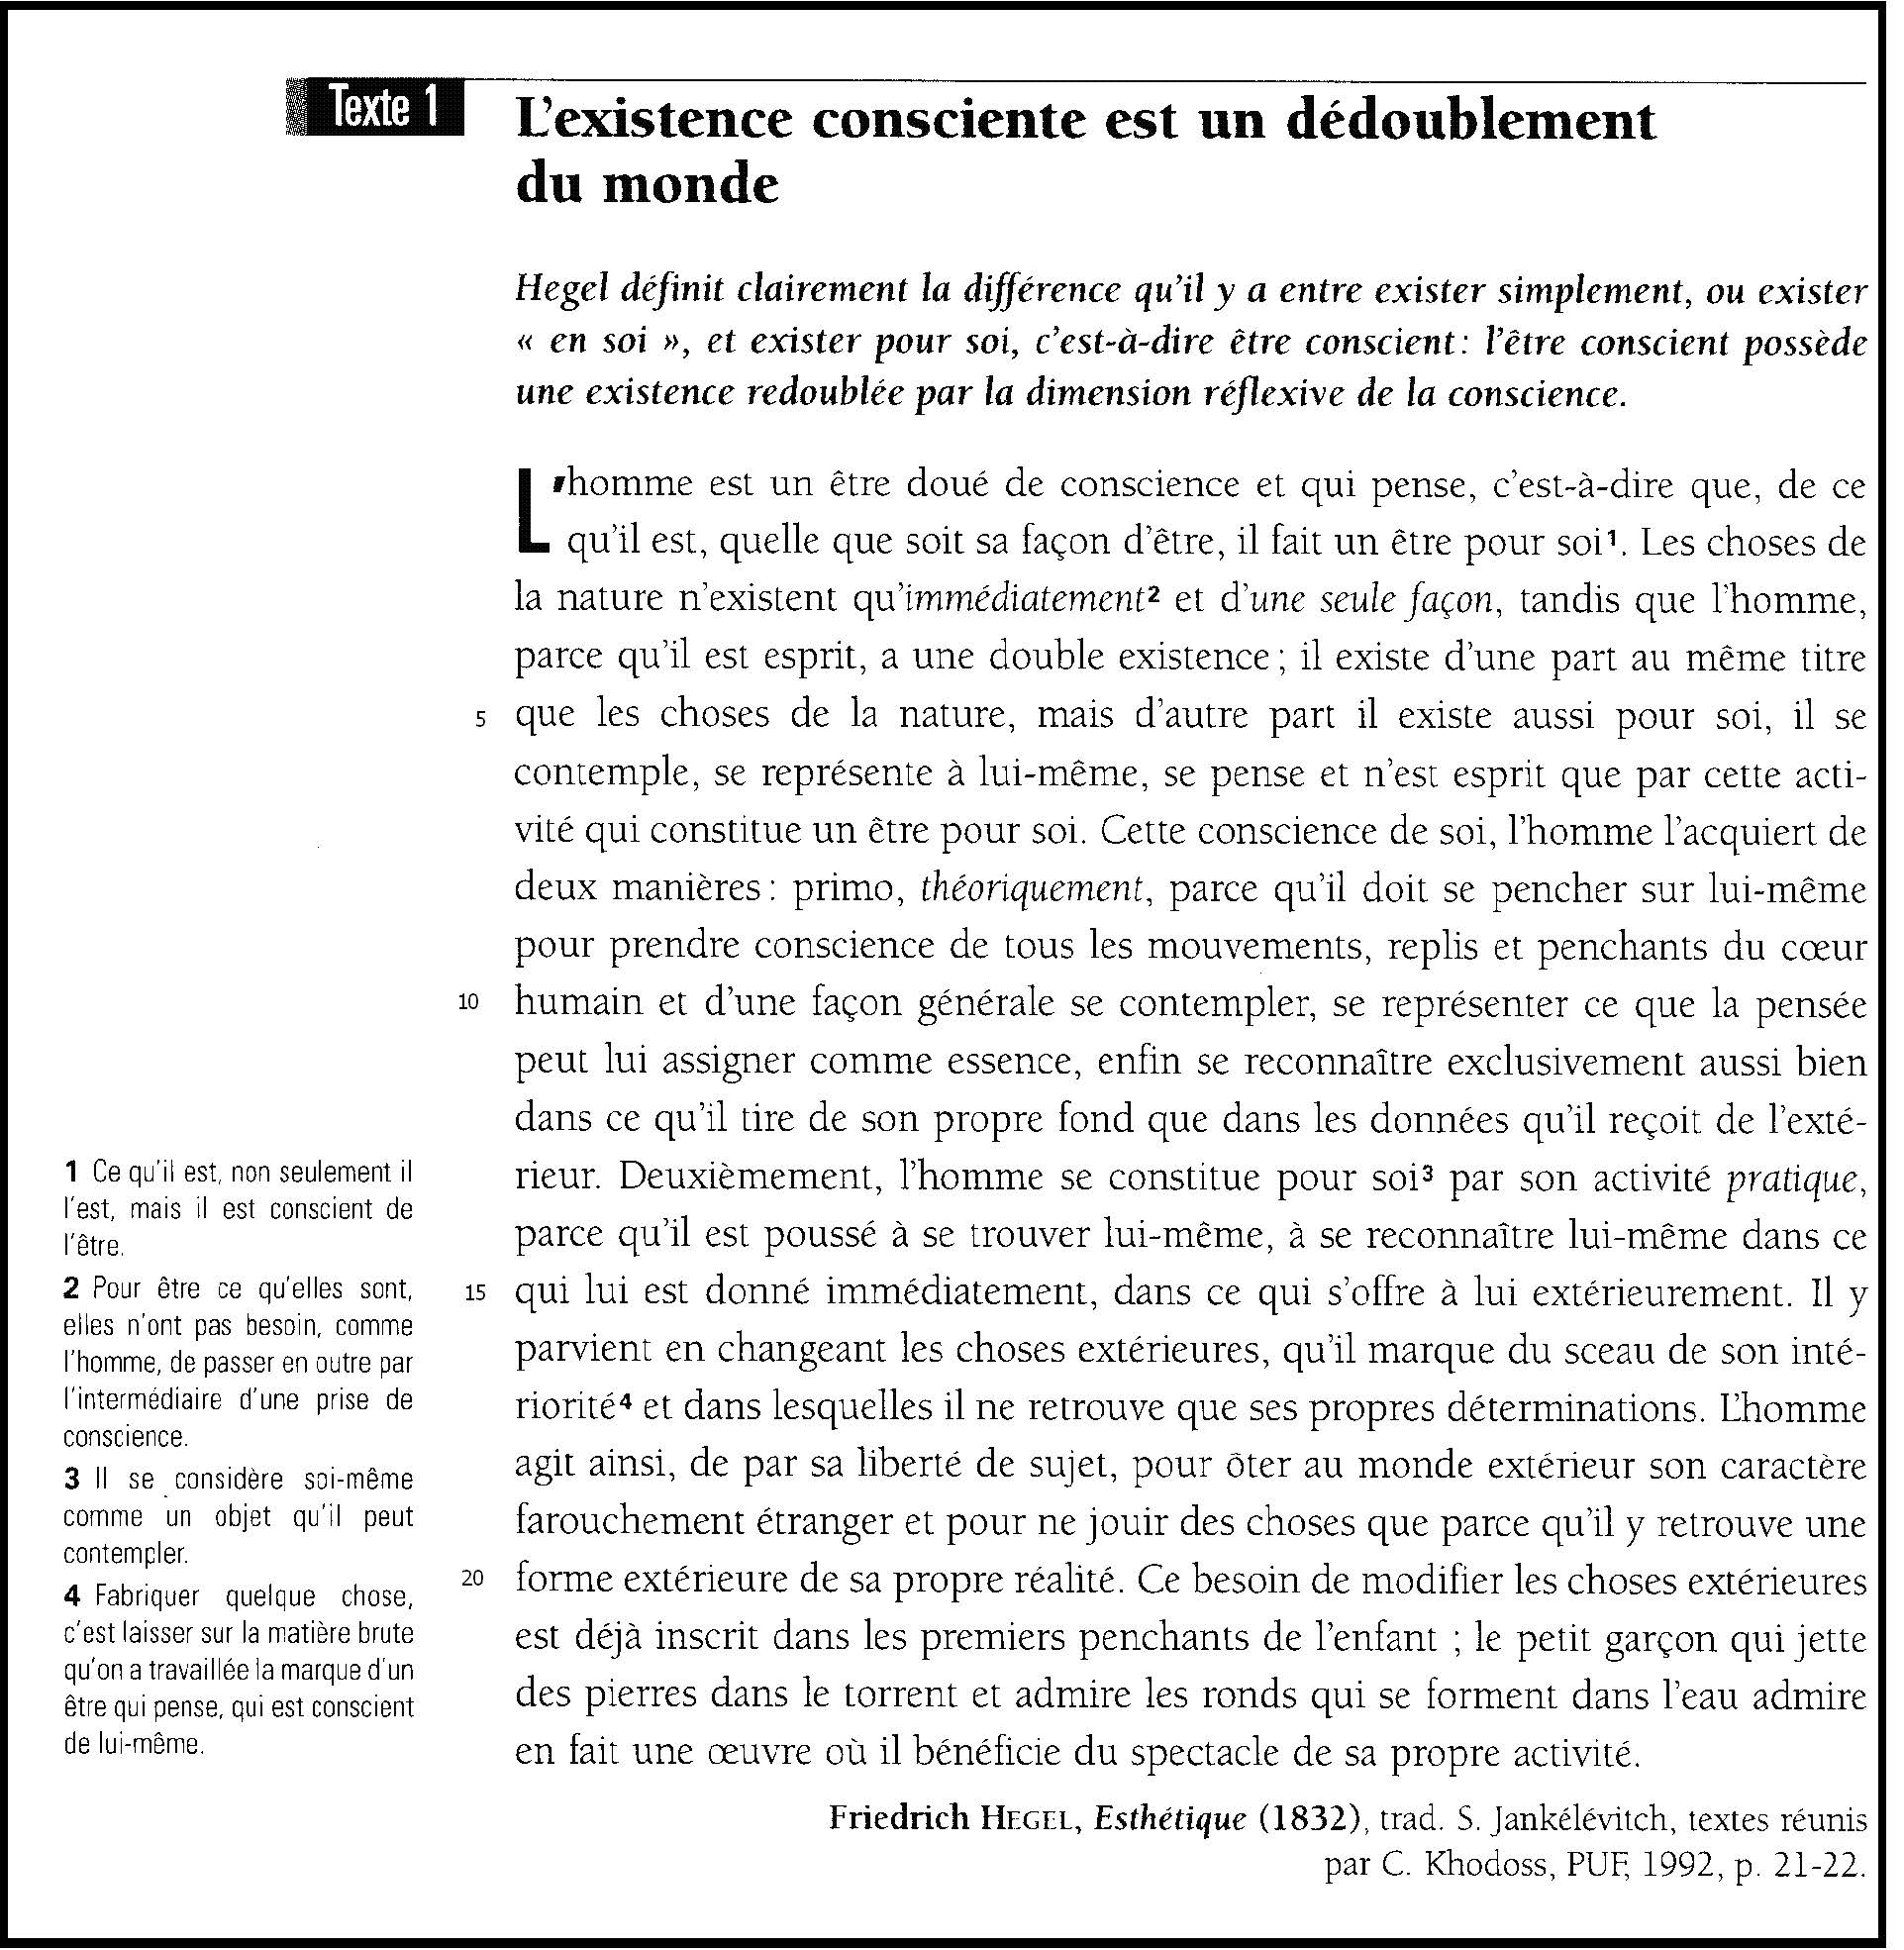 Texte 1
L'existence consciente est un dédoublement
du monde
Hegel définit clairement la différence qu'il y a entre exister simplement, ou exister
« en soi », et exister pour soi, c'est-à-dire être conscient : l'être conscient possède
une existence redoublée par la dimension réflexive de la conscience.
L'homme est un être doué de conscience et qui pense, c'est-à-dire que, de ce
qu'il est, quelle que soit sa façon d'être, il fait un être pour soi1. Les choses de
la nature n'existent qu'immédiatement2 et d'une seule façon, tandis que l'homme,
parce qu'il est esprit, a une double existence ; il existe d'une part au même titre
5 que les choses de la nature, mais d'autre part il existe aussi pour soi, il se
contemple, se représente à lui-même, se pense et n'est esprit que par cette acti-
vité qui constitue un être pour soi. Cette conscience de soi, l'homme l'acquiert de
deux manières : primo, théoriquement, parce qu'il doit se pencher sur lui-même
pour prendre conscience de tous les mouvements, replis et penchants du cœur
10 humain et d'une façon générale se contempler, se représenter ce que la pensée
peut lui assigner comme essence, enfin se reconnaître exclusivement aussi bien
dans ce qu'il tire de son propre fond que dans les données qu'il reçoit de l'exté-
rieur. Deuxièmement, l'homme se constitue pour soi3 par son activité pratique,
parce qu'il est poussé à se trouver lui-même, à se reconnaître lui-même dans ce
15 qui lui est donné immédiatement, dans ce qui s'offre à lui extérieurement. Il y
parvient en changeant les choses extérieures, qu'il marque du sceau de son inté-
riorité4 et dans lesquelles il ne retrouve que ses propres déterminations. L'homme
agit ainsi, de par sa liberté de sujet, pour ôter au monde extérieur son caractère
farouchement étranger et pour ne jouir des choses que parce qu'il y retrouve une
20 forme extérieure de sa propre réalité. Ce besoin de modifier les choses extérieures
est déjà inscrit dans les premiers penchants de l'enfant ; le petit garçon qui jette
des pierres dans le torrent et admire les ronds qui se forment dans l'eau admire
en fait une œuvre où il bénéficie du spectacle de sa propre activité.
Friedrich HEGEL, Esthétique (1832), trad. S. Jankélévitch, textes réunis
par C. Khodoss, PUF, 1992, p. 21-22.
1 Ce qu'il est, non seulement il
l'est, mais il est conscient de
l'être.
2 Pour être ce qu'elles sont,
elles n'ont pas besoin, comme
l'homme, de passer en outre par
l'intermédiaire d'une prise de
conscience.
3 Il se considère soi-même
comme un objet qu'il peut
contempler.
4 Fabriquer quelque chose,
c'est laisser sur la matière brute
qu'on a travaillée la marque d'un
être qui pense, qui est conscient
de lui-même.